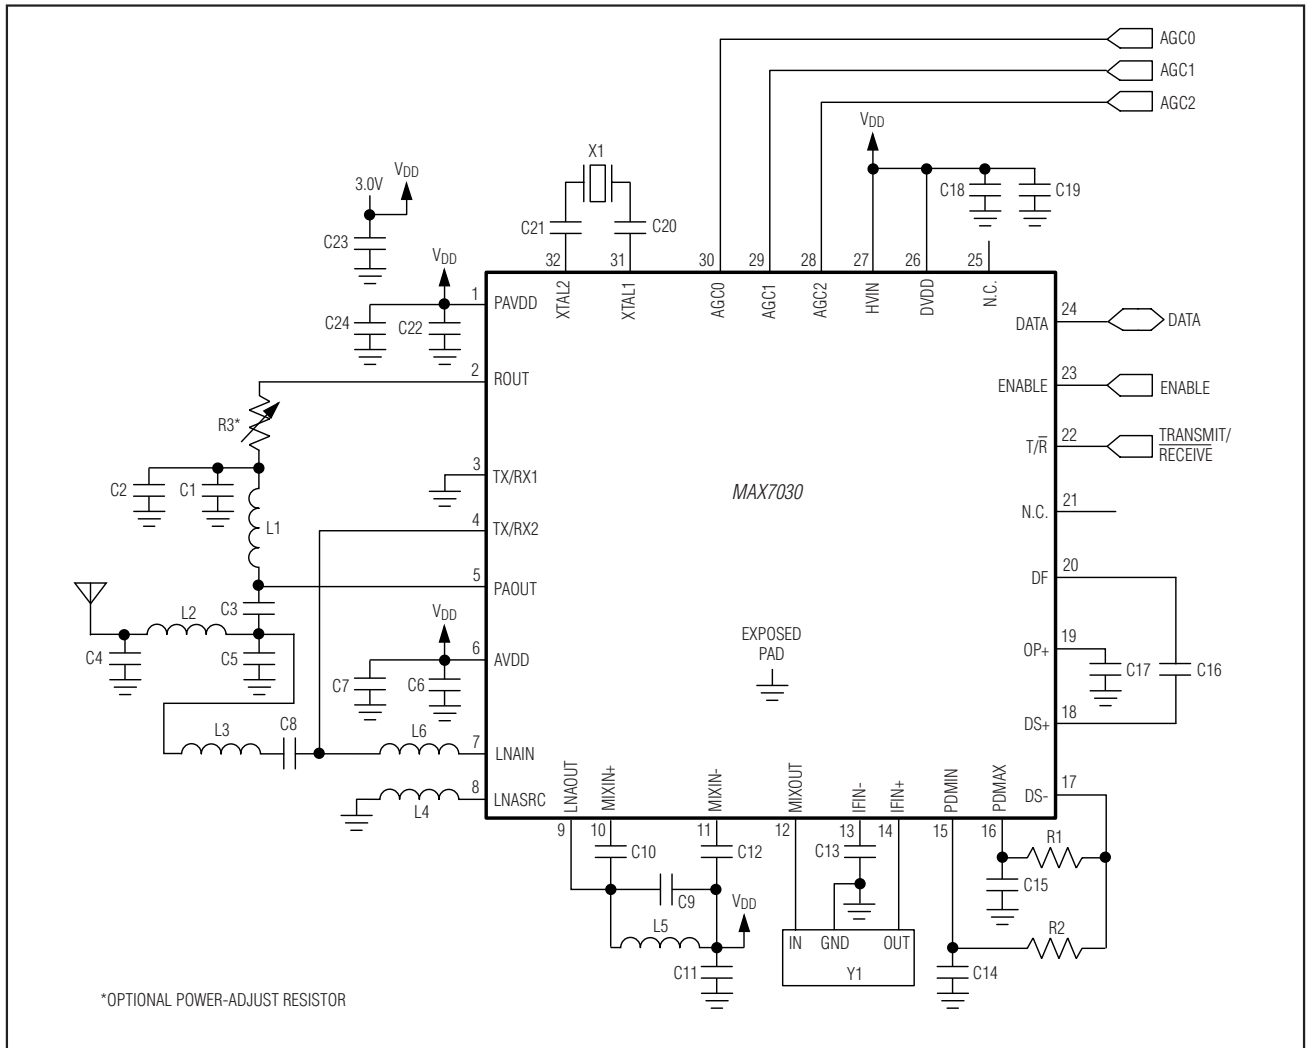 AGC0
AGC1
AGC2
VDD
X1
3.0V
VDD
C18
C19
C21
C20
C23
VDD
32
31
30
29
28
27
26
25
1
PAVDD
XTAL2
XTAL1
AGC0
AGC1
AGC2
HVIN
DVDD
N.C.
24
DATA
DATA
C24
C22
2
ROUT
ENABLE
23
ENABLE
R3*
T/R̅
22
TRANSMIT/
RECEIVE
3
TX/RX1
C2
C1
MAX7030
N.C.
21
L1
4
TX/RX2
5
PAOUT
DF
20
C3
L2
VDD
EXPOSED
PAD
OP+
19
C4
C5
6
AVDD
C17
C16
C7
C6
DS+
18
L3
C8
L6
7
LNAIN
8
LNASRC
L4
LNAOUT
MIXIN+
MIXIN-
MIXOUT
IFIN-
IFIN+
PDMIN
PDMAX
DS-
17
9
10
11
12
13
14
15
16
C10
C12
C13
R1
C15
C9
VDD
L5
R2
IN
GND
OUT
Y1
C11
C14
*OPTIONAL POWER-ADJUST RESISTOR